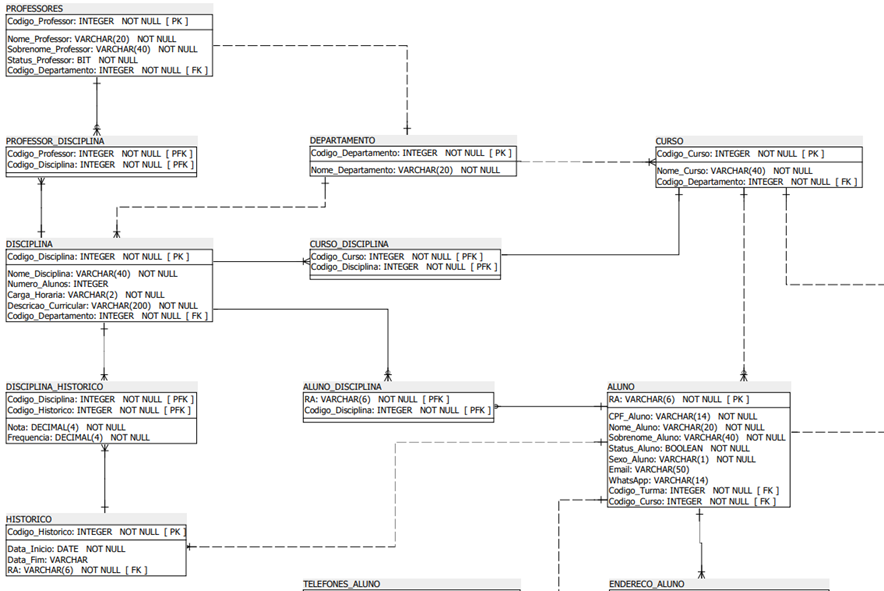 PROFESSORES
Codigo_Professor: INTEGER NOT NULL [ PK ]
Nome_Professor: VARCHAR(20) NOT NULL
Sobrenome_Professor: VARCHAR(40) NOT NULL
Status_Professor: BIT NOT NULL
Codigo_Departamento: INTEGER NOT NULL [ FK ]
PROFESSOR_DISCIPLINA
Codigo_Professor: INTEGER NOT NULL [ PFK ]
Codigo_Disciplina: INTEGER NOT NULL [ PFK ]
DEPARTAMENTO
Codigo_Departamento: INTEGER NOT NULL [ PK ]
Nome_Departamento: VARCHAR(20) NOT NULL
CURSO
Codigo_Curso: INTEGER NOT NULL [ PK ]
Nome_Curso: VARCHAR(40) NOT NULL
Codigo_Departamento: INTEGER NOT NULL [ FK ]
DISCIPLINA
Codigo_Disciplina: INTEGER NOT NULL [ PK ]
Nome_Disciplina: VARCHAR(40) NOT NULL
Numero_Alunos: INTEGER
Carga_Horaria: VARCHAR(2) NOT NULL
Descricao_Curricular: VARCHAR(200) NOT NULL
Codigo_Departamento: INTEGER NOT NULL [ FK ]
CURSO_DISCIPLINA
Codigo_Curso: INTEGER NOT NULL [ PFK ]
Codigo_Disciplina: INTEGER NOT NULL [ PFK ]
DISCIPLINA_HISTORICO
Codigo_Disciplina: INTEGER NOT NULL [ PFK ]
Codigo_Historico: INTEGER NOT NULL [ PFK ]
Nota: DECIMAL(4) NOT NULL
Frequencia: DECIMAL(4) NOT NULL
ALUNO_DISCIPLINA
RA: VARCHAR(6) NOT NULL [ PFK ]
Codigo_Disciplina: INTEGER NOT NULL [ PFK ]
ALUNO
RA: VARCHAR(6) NOT NULL [ PK ]
CPF_Aluno: VARCHAR(14) NOT NULL
Nome_Aluno: VARCHAR(20) NOT NULL
Sobrenome_Aluno: VARCHAR(40) NOT NULL
Status_Aluno: BOOLEAN NOT NULL
Sexo_Aluno: VARCHAR(1) NOT NULL
Email: VARCHAR(50)
WhatsApp: VARCHAR(14)
Codigo_Turma: INTEGER NOT NULL [ FK ]
Codigo_Curso: INTEGER NOT NULL [ FK ]
HISTORICO
Codigo_Historico: INTEGER NOT NULL [ PK ]
Data_Inicio: DATE NOT NULL
Data_Fim: VARCHAR
RA: VARCHAR(6) NOT NULL [ FK ]
TELEFONES_ALUNO
ENDERECO_ALUNO